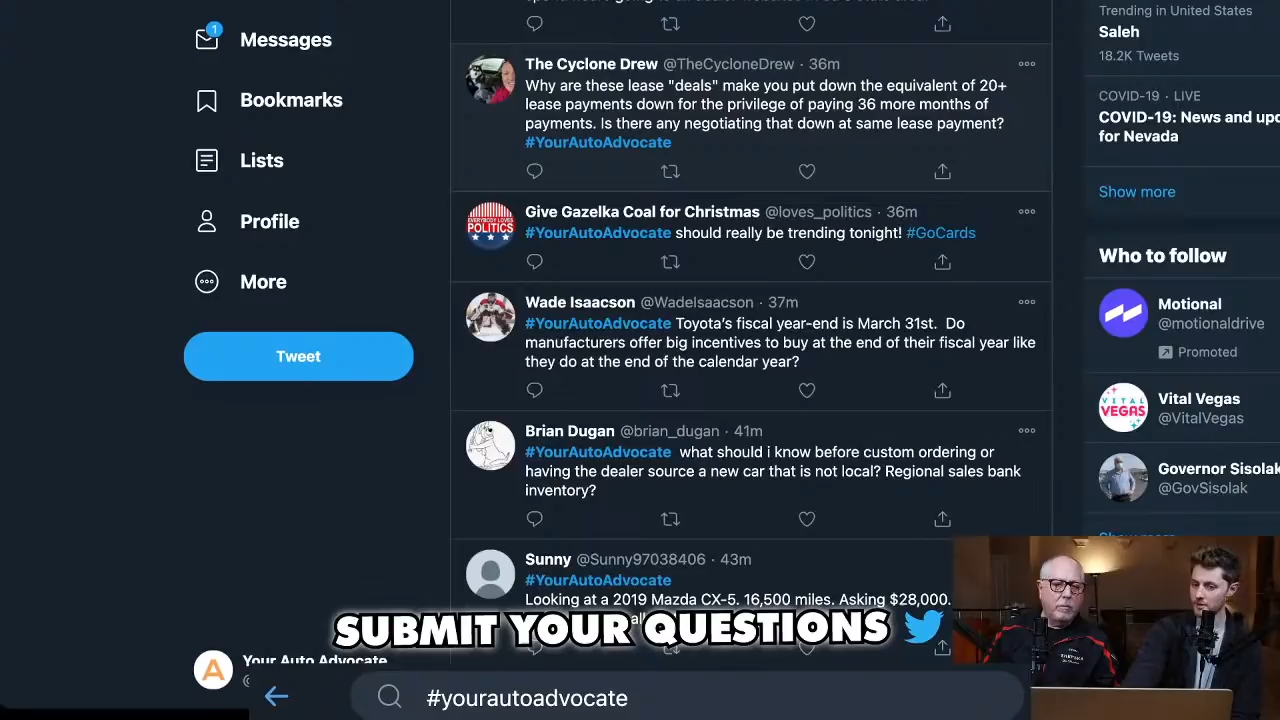 1
Messages
Bookmarks
Lists
Profile
More
Tweet
The Cyclone Drew @TheCycloneDrew · 36m
Why are these lease "deals" make you put down the equivalent of 20+
lease payments down for the privilege of paying 36 more months of
payments. Is there any negotiating that down at same lease payment?
#YourAutoAdvocate
EVERYBODY LOVES
POLITICS
Give Gazelka Coal for Christmas @loves_politics · 36m
#YourAutoAdvocate should really be trending tonight! #GoCards
Wade Isaacson @WadeIsaacson · 37m
#YourAutoAdvocate Toyota's fiscal year-end is March 31st. Do
manufacturers offer big incentives to buy at the end of their fiscal year like
they do at the end of the calendar year?
Brian Dugan @brian_dugan · 41m
#YourAutoAdvocate what should i know before custom ordering or
having the dealer source a new car that is not local? Regional sales bank
inventory?
Sunny @Sunny97038406 · 43m
#YourAutoAdvocate
Looking at a 2019 Mazda CX-5. 16,500 miles. Asking $28,000.
SUBMIT YOUR QUESTIONS
A
Your Auto Advocate
#yourautoadvocate
Trending in United States
Saleh
18.2K Tweets
COVID-19 · LIVE
COVID-19: News and upd
for Nevada
Show more
Who to follow
Motional
@motionaldrive
Promoted
VITAL
VEGAS
Vital Vegas
@VitalVegas
Governor Sisolak
@GovSisolak